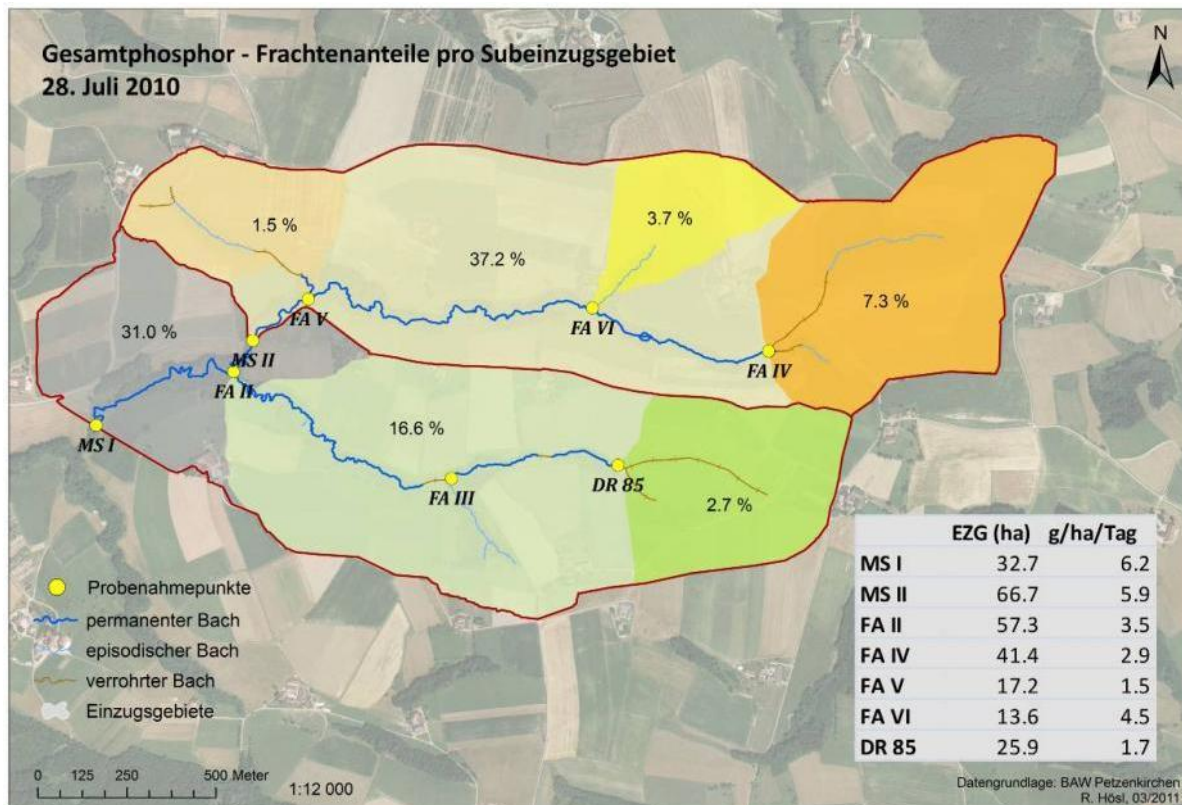 Gesamtphosphor - Frachtenanteile pro Subeinzugsgebiet
28. Juli 2010
N
1.5 %
3.7 %
37.2 %
7.3 %
31.0 %
FA V
FA VI
MS II
FA IV
FA II
16.6 %
MS I
FA III
DR 85
2.7 %
Probenahmepunkte
permanenter Bach
episodischer Bach
verrohrter Bach
Einzugsgebiete
0 125 250 500 Meter
1:12 000
EZG (ha) g/ha/Tag
MS I 32.7 6.2
MS II 66.7 5.9
FA II 57.3 3.5
FA IV 41.4 2.9
FA V 17.2 1.5
FA VI 13.6 4.5
DR 85 25.9 1.7
Datengrundlage: BAW Petzenkirchen
R. Hösl, 03/2011